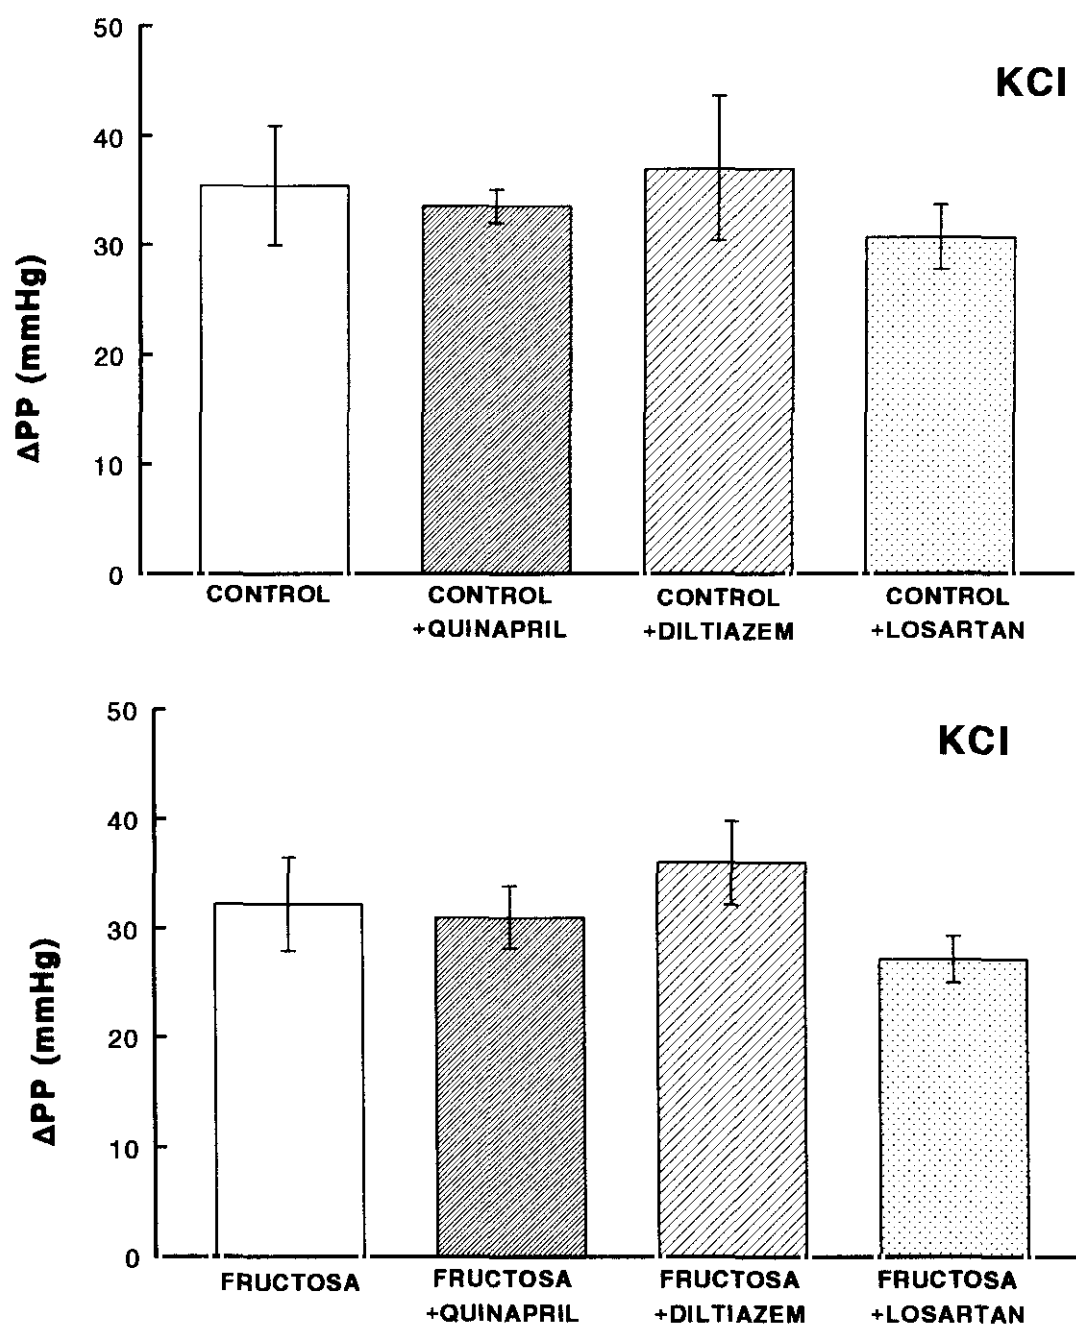 50
KCl
40
30
20
10
0
ΔPP (mmHg)
CONTROL CONTROL CONTROL CONTROL
+QUINAPRIL +DILTIAZEM +LOSARTAN
50
KCl
40
30
20
10
0
ΔPP (mmHg)
FRUCTOSA FRUCTOSA FRUCTOSA FRUCTOSA
+QUINAPRIL +DILTIAZEM +LOSARTAN